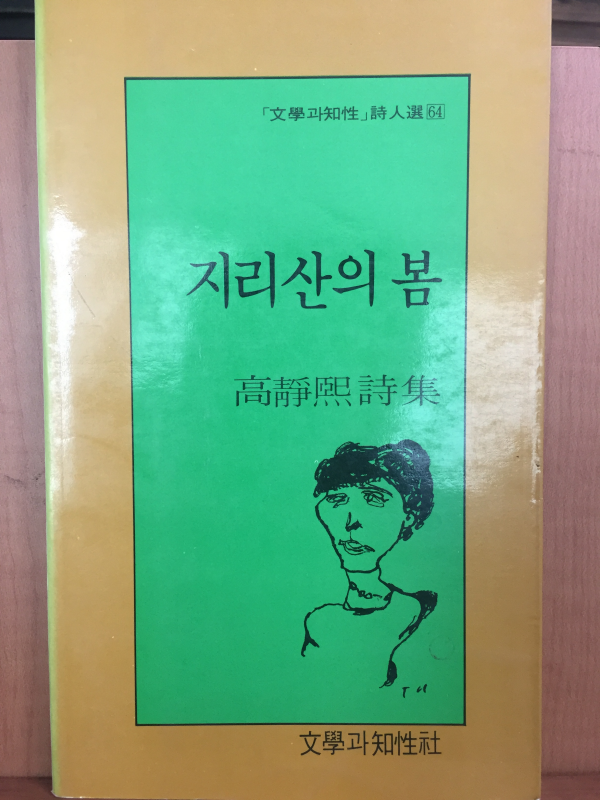 「文學과知性」詩人選 64
지리산의 봄
高靜熙詩集
文學과知性社